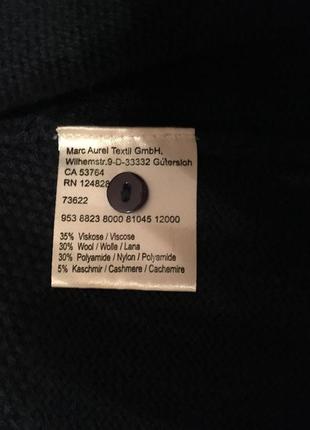 Marc Aurel Textil GmbH,
Wilhemstr.9-D-33332 Gütersloh
CA 53764
RN 124828
73622
953 8823 8000 81045 12000
35% Viskose / Viscose
30% Wool / Wolle / Lana
30% Polyamide / Nylon / Polyamide
5% Kaschmir / Cashmere / Cachemire